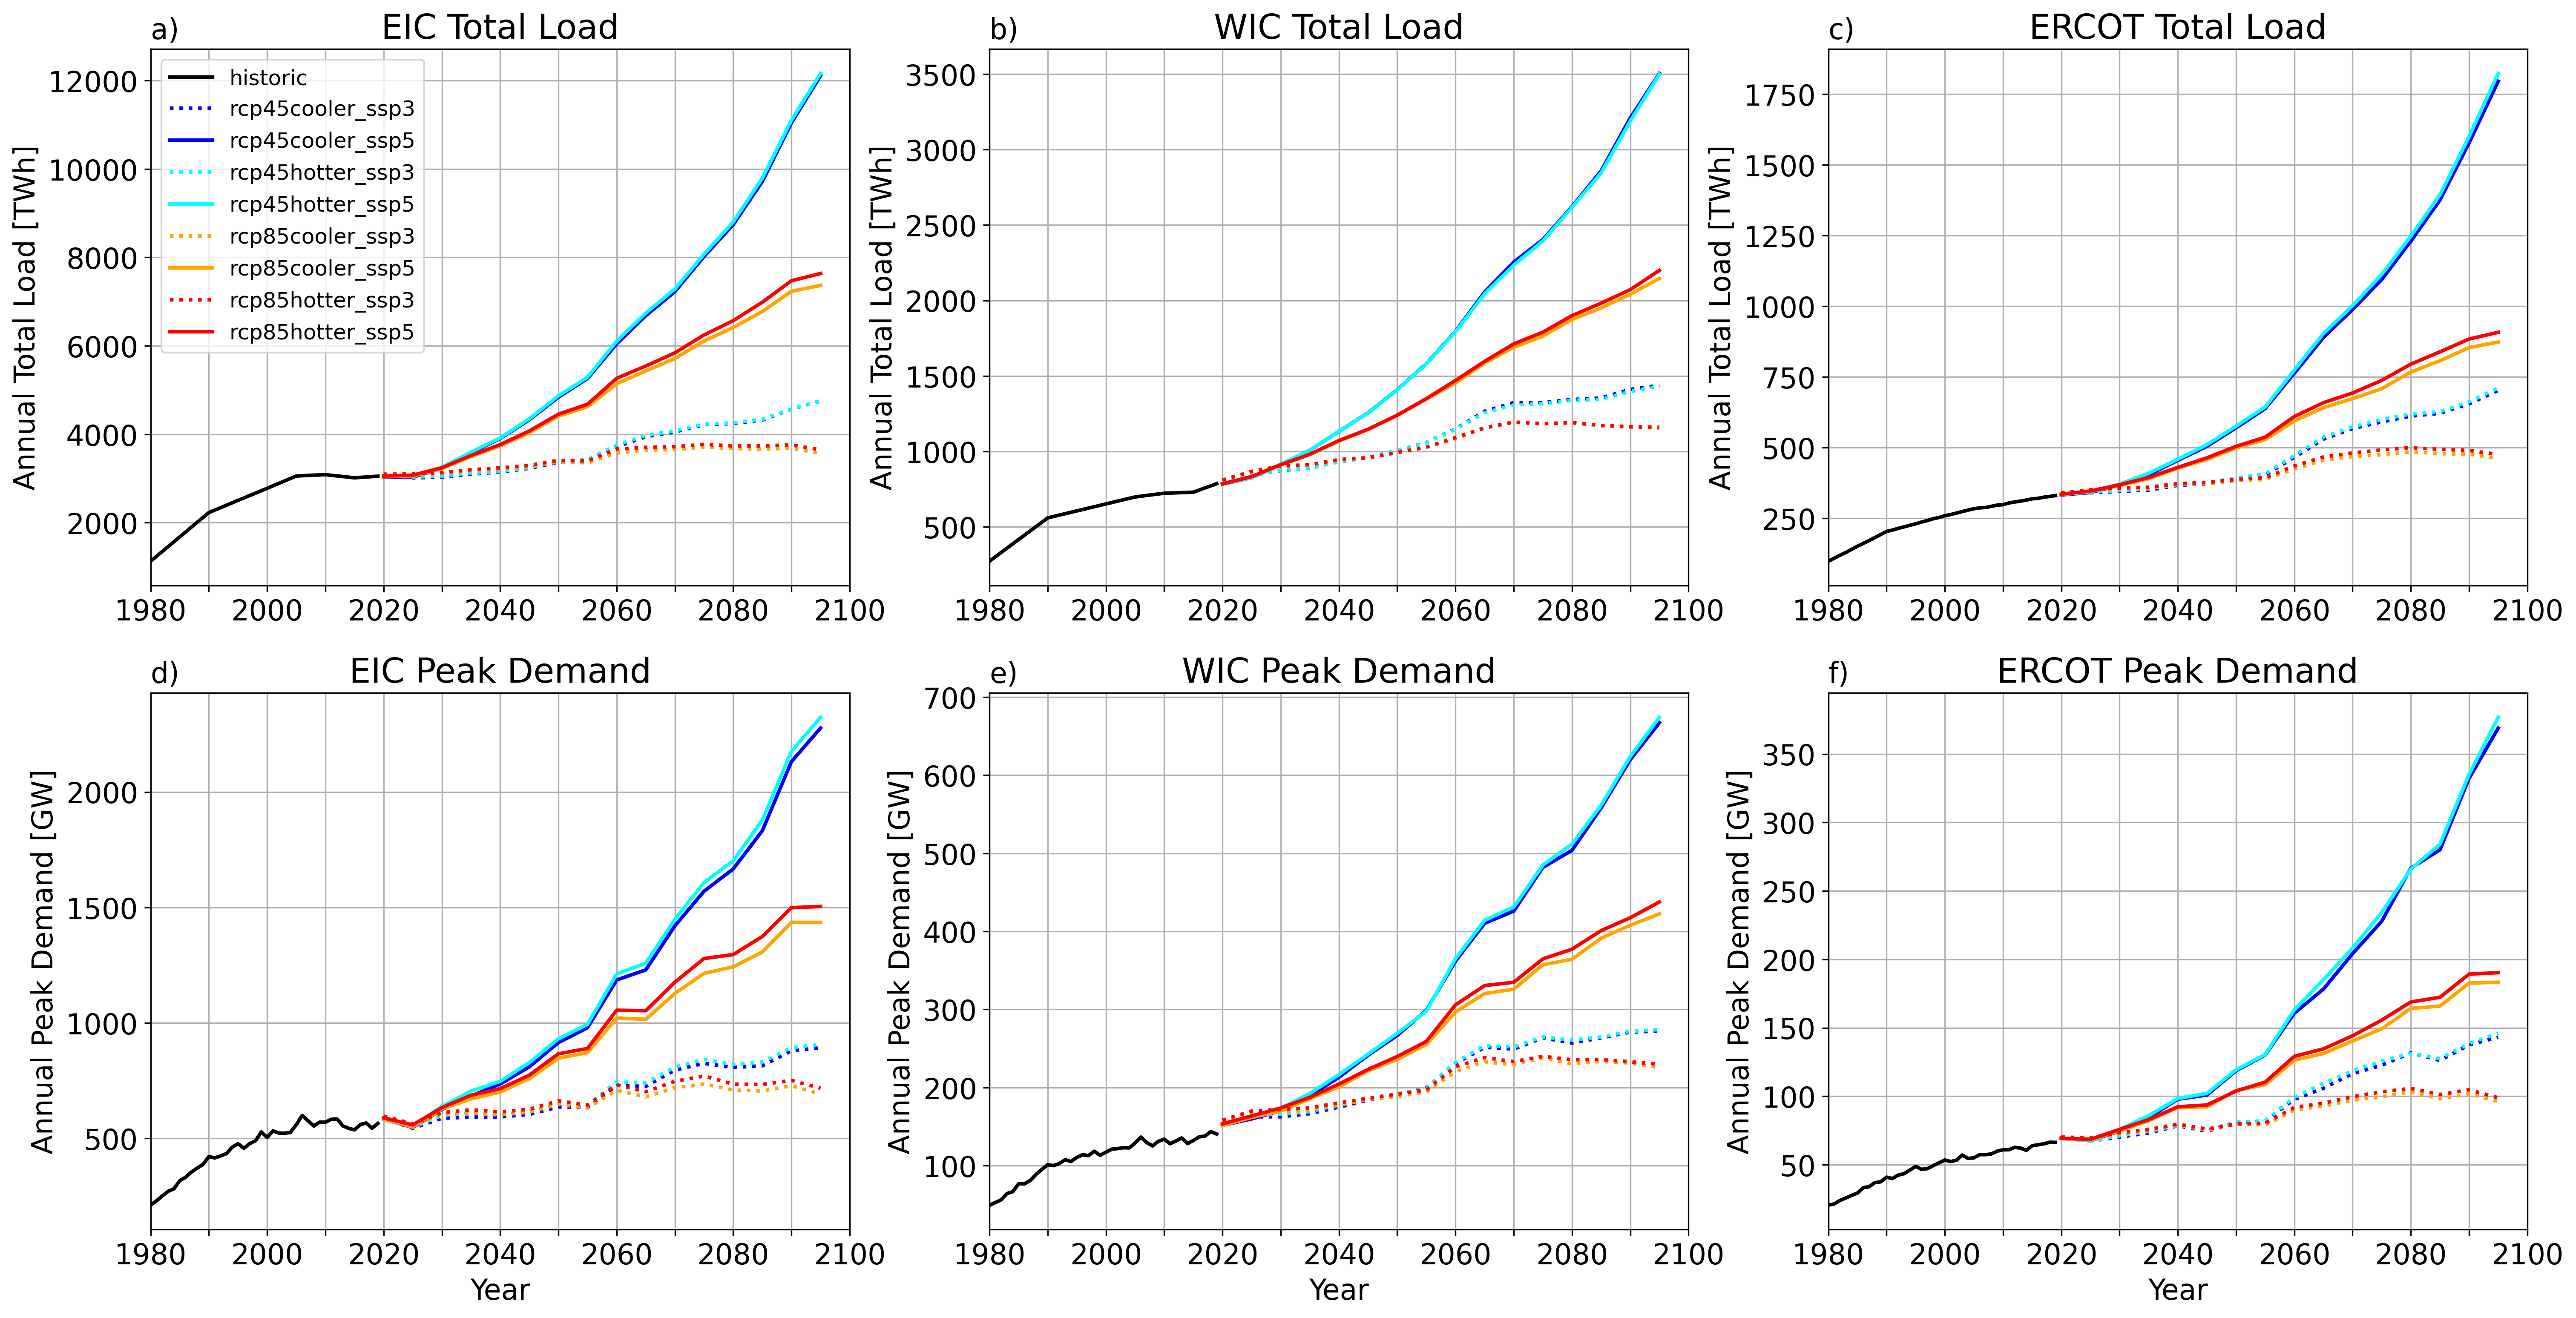 a) EIC Total Load
Annual Total Load [TWh]
12000
10000
8000
6000
4000
2000
historic
rcp45cooler_ssp3
rcp45cooler_ssp5
rcp45hotter_ssp3
rcp45hotter_ssp5
rcp85cooler_ssp3
rcp85cooler_ssp5
rcp85hotter_ssp3
rcp85hotter_ssp5
1980 2000 2020 2040 2060 2080 2100
b) WIC Total Load
Annual Total Load [TWh]
3500
3000
2500
2000
1500
1000
500
1980 2000 2020 2040 2060 2080 2100
c) ERCOT Total Load
Annual Total Load [TWh]
1750
1500
1250
1000
750
500
250
1980 2000 2020 2040 2060 2080 2100
d) EIC Peak Demand
Annual Peak Demand [GW]
2000
1500
1000
500
1980 2000 2020 2040 2060 2080 2100
Year
e) WIC Peak Demand
Annual Peak Demand [GW]
700
600
500
400
300
200
100
1980 2000 2020 2040 2060 2080 2100
Year
f) ERCOT Peak Demand
Annual Peak Demand [GW]
350
300
250
200
150
100
50
1980 2000 2020 2040 2060 2080 2100
Year